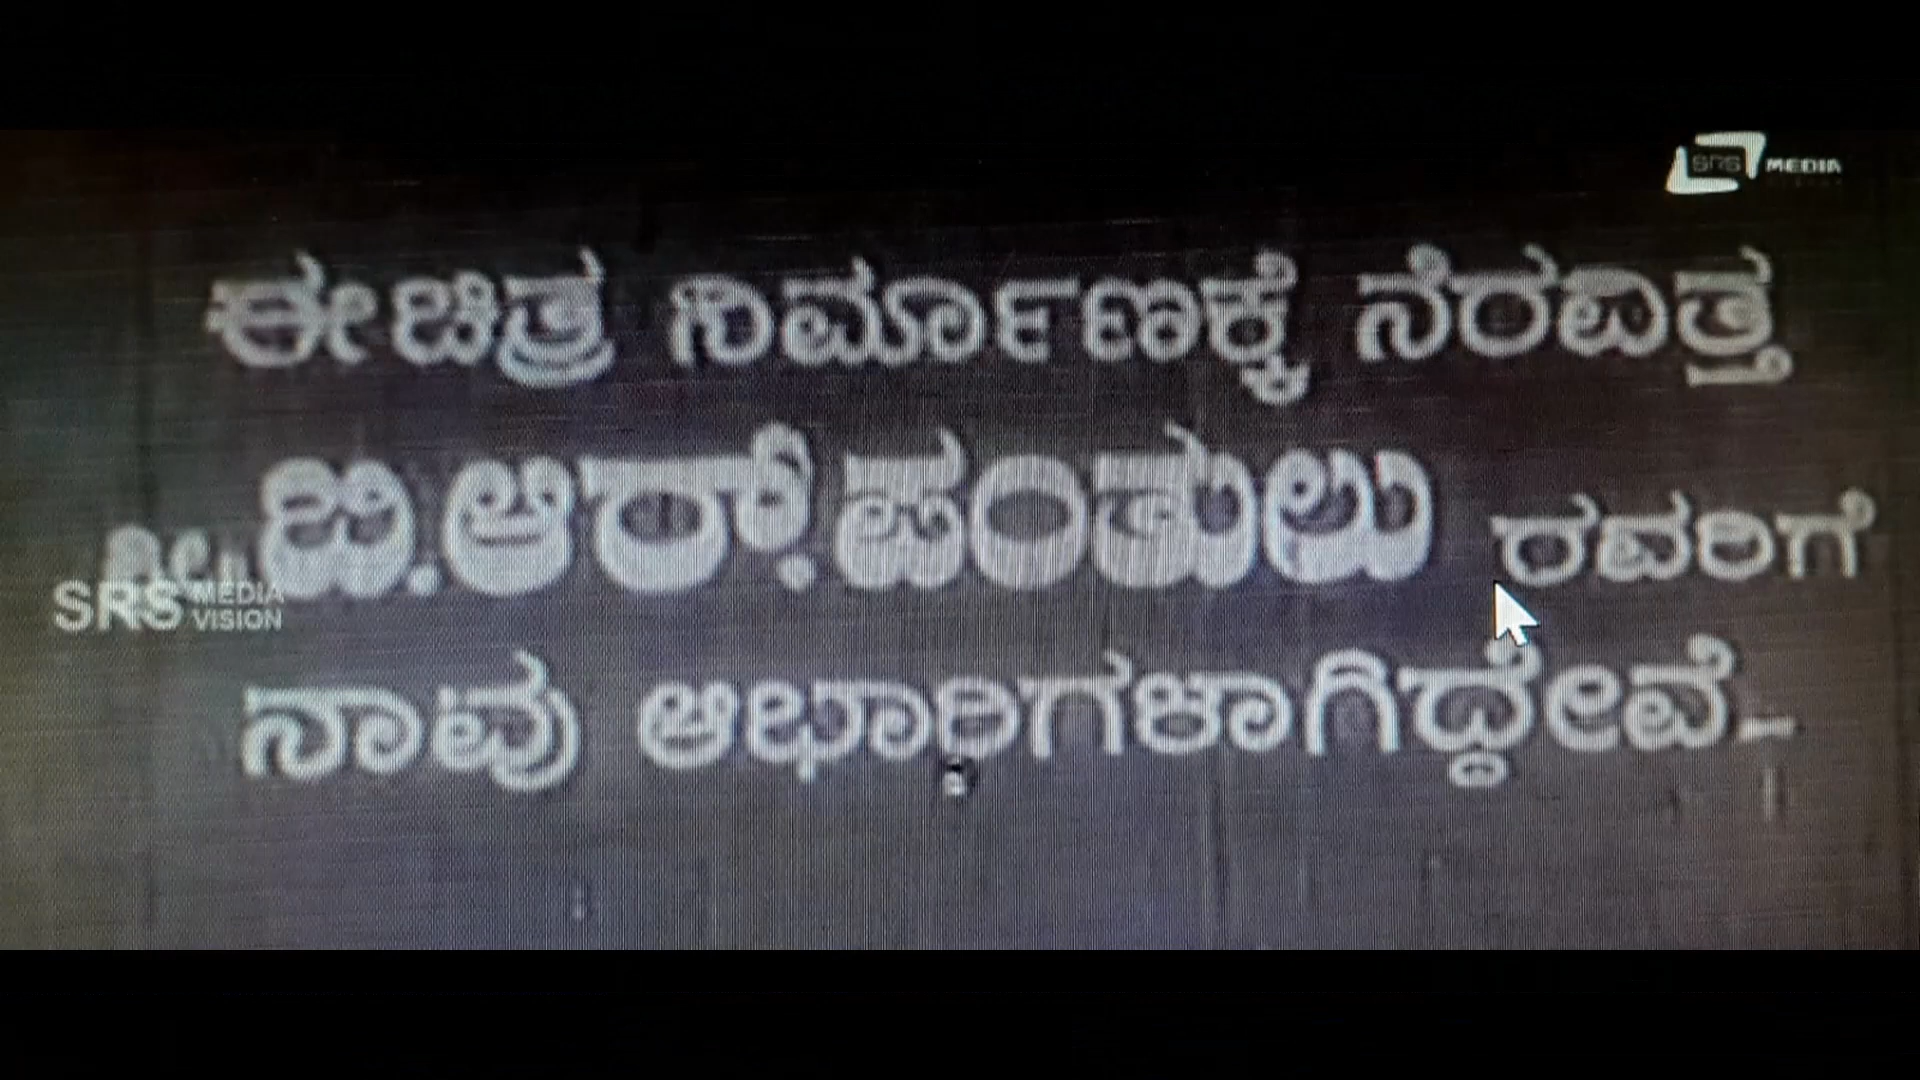 SRS MEDIA
ಈ ಚಿತ್ರ ನಿರ್ಮಾಣಕ್ಕೆ ನೆರವಿತ್ತ
ಶ್ರೀ. ಬಿ.ಆರ್.ಪಂತುಲು ರವರಿಗೆ
SRS MEDIA VISION
ನಾವು ಆಭಾರಿಗಳಾಗಿದ್ದೇವೆ_